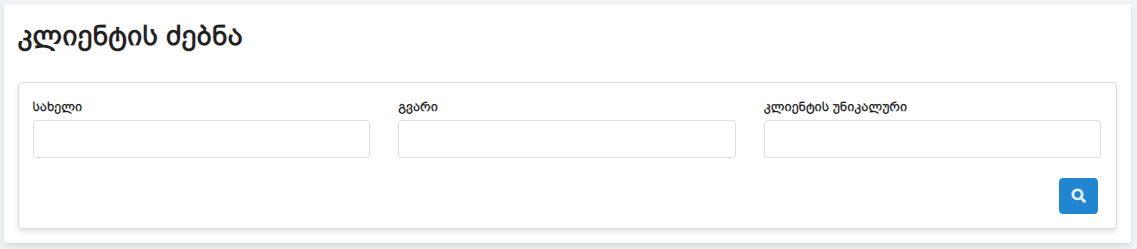 კლიენტის ძებნა
სახელი
გვარი
კლიენტის უნიკალური